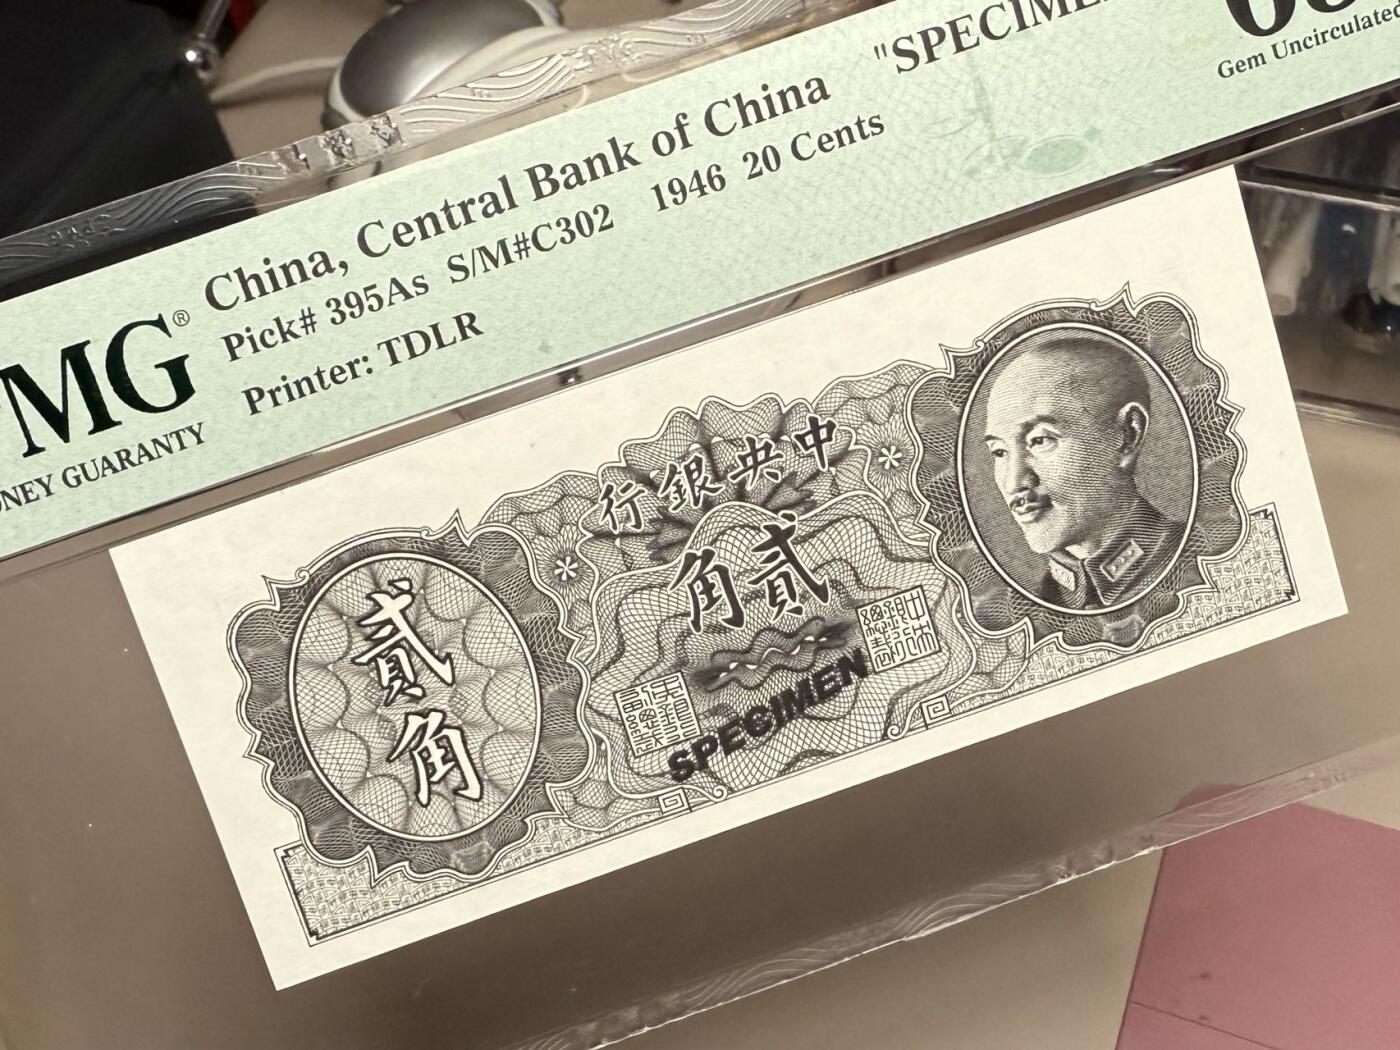 China, Central Bank of China "SPECIME
Pick# 395As S/M#C302 1946 20 Cents
Printer: TDLR
MG®
NEY GUARANTY
Gem Uncirculated
中央銀行
貳角
貳角
SPECIMEN